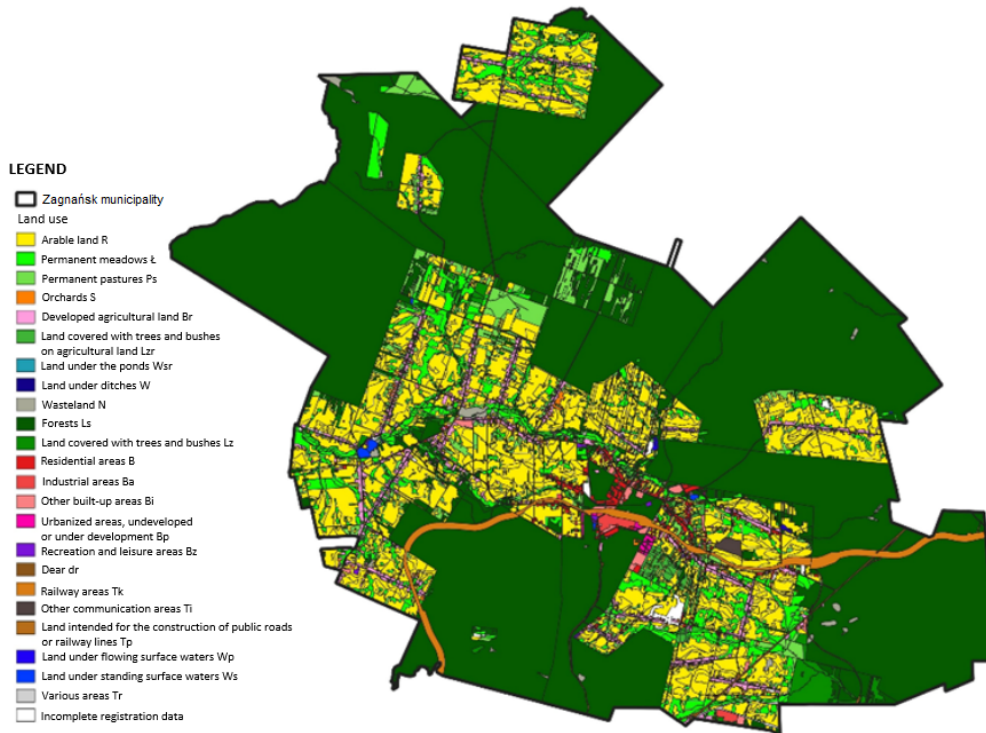 LEGEND
Zagnańsk municipality
Land use
Arable land R
Permanent meadows Ł
Permanent pastures Ps
Orchards S
Developed agricultural land Br
Land covered with trees and bushes
on agricultural land Lzr
Land under the ponds Wsr
Land under ditches W
Wasteland N
Forests Ls
Land covered with trees and bushes Lz
Residential areas B
Industrial areas Ba
Other built-up areas Bi
Urbanized areas, undeveloped
or under development Bp
Recreation and leisure areas Bz
Dear dr
Railway areas Tk
Other communication areas Ti
Land intended for the construction of public roads
or railway lines Tp
Land under flowing surface waters Wp
Land under standing surface waters Ws
Various areas Tr
Incomplete registration data